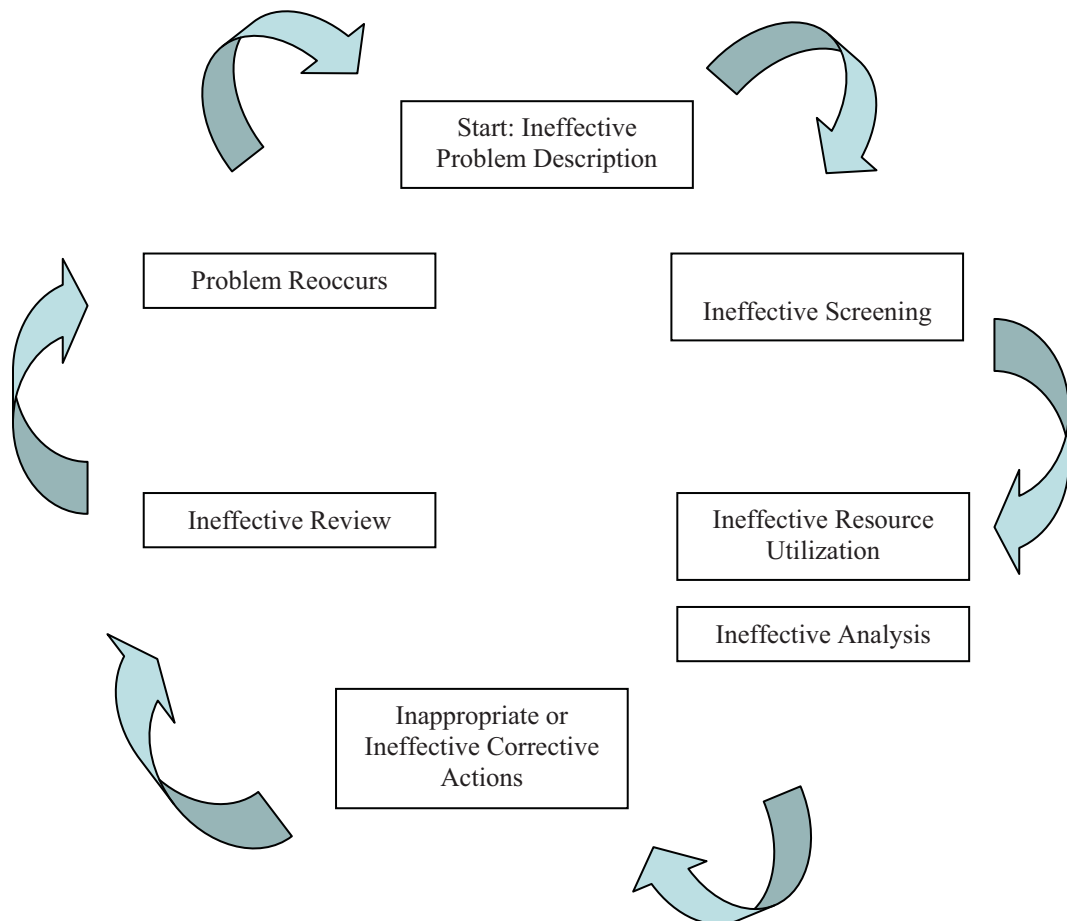 Start: Ineffective
Problem Description
Problem Reoccurs
Ineffective Screening
Ineffective Review
Ineffective Resource
Utilization
Ineffective Analysis
Inappropriate or
Ineffective Corrective
Actions